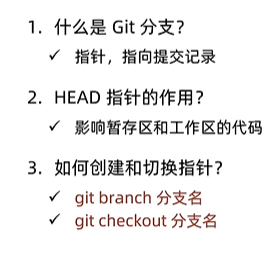 1. 什么是 Git 分支？
✓ 指针，指向提交记录
2. HEAD 指针的作用？
✓ 影响暂存区和工作区的代码
3. 如何创建和切换指针？
✓ git branch 分支名
✓ git checkout 分支名